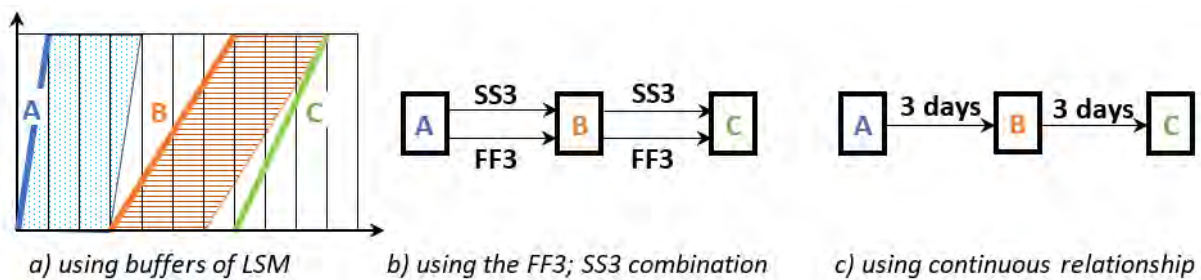 A
B
C
a) using buffers of LSM
SS3 SS3
A B C
FF3 FF3
b) using the FF3; SS3 combination
3 days 3 days
A B C
c) using continuous relationship